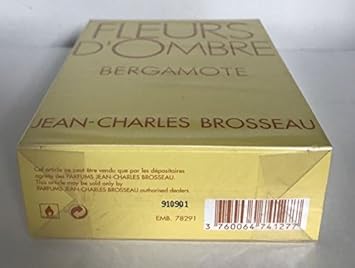 FLEURS
D'OMBRE
BERGAMOTE
JEAN-CHARLES BROSSEAU
Cet article ne peut être vendu que par les dépositaires
agréés des PARFUMS JEAN-CHARLES BROSSEAU.
This article may be sold only by
PARFUMS JEAN-CHARLES BROSSEAU authorised dealers.
910901
EMB. 78291
3 760064 741277